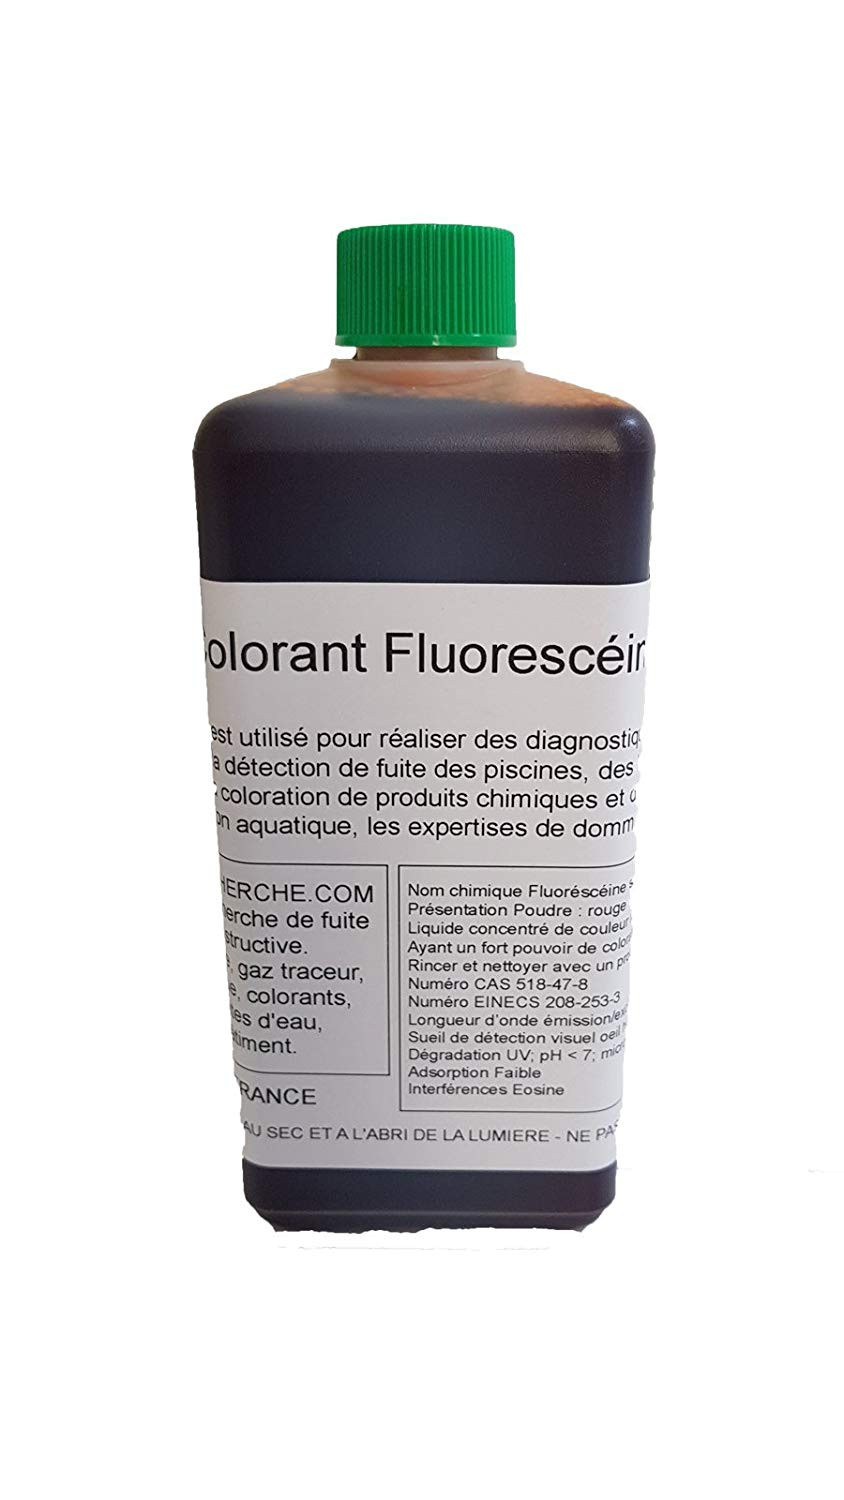 Colorant Fluorescéin
est utilisé pour réaliser des diagnostiq
a détection de fuite des piscines, des
coloration de produits chimiques et
on aquatique, les expertises de domm
HERCHE.COM
herche de fuite
structive.
gaz traceur,
e, colorants,
es d'eau,
timent.
RANCE
Nom chimique Fluoréscéine s
Présentation Poudre : rouge
Liquide concentré de couleur
Ayant un fort pouvoir de color
Rincer et nettoyer avec un pro
Numéro CAS 518-47-8
Numéro EINECS 208-253-3
Longueur d'onde émission/exc
Sueil de détection visuel oeil h
Dégradation UV; pH < 7; micr
Adsorption Faible
Interférences Eosine
AU SEC ET A L'ABRI DE LA LUMIERE - NE PAS